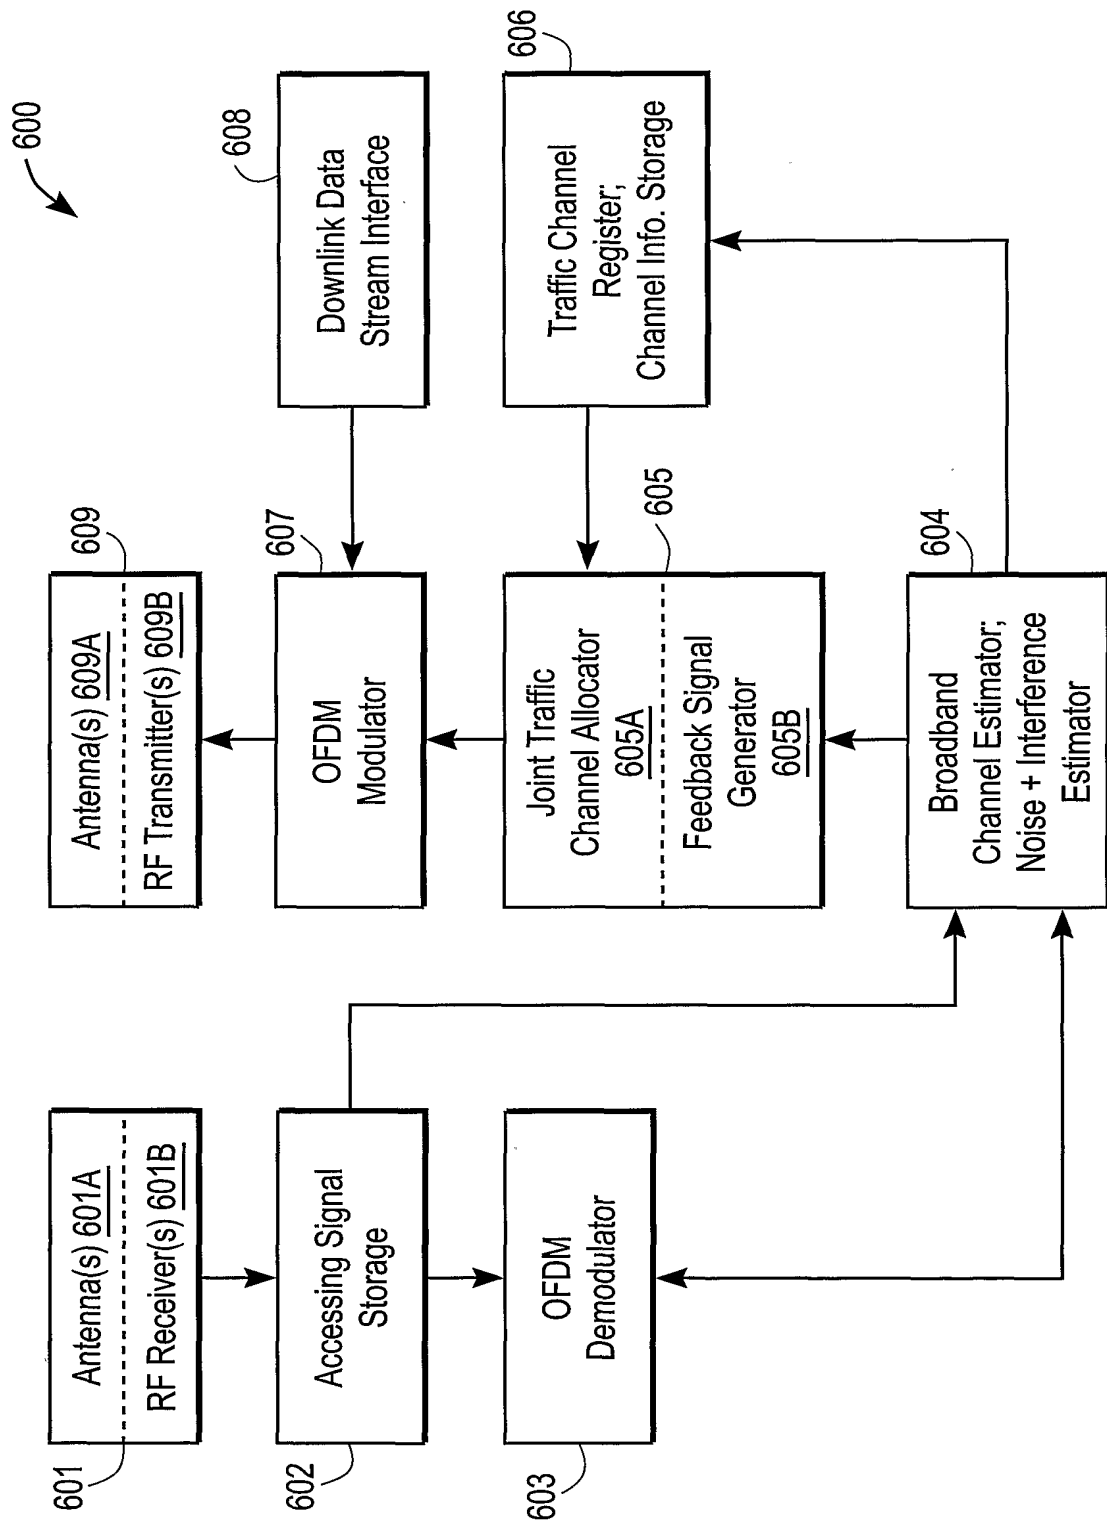 600
601
Antenna(s) 601A
RF Receiver(s) 601B
602
Accessing Signal
Storage
603
OFDM
Demodulator
609
Antenna(s) 609A
RF Transmitter(s) 609B
607
OFDM
Modulator
605
Joint Traffic
Channel Allocator
605A
Feedback Signal
Generator
605B
604
Broadband
Channel Estimator;
Noise + Interference
Estimator
608
Downlink Data
Stream Interface
606
Traffic Channel
Register;
Channel Info. Storage